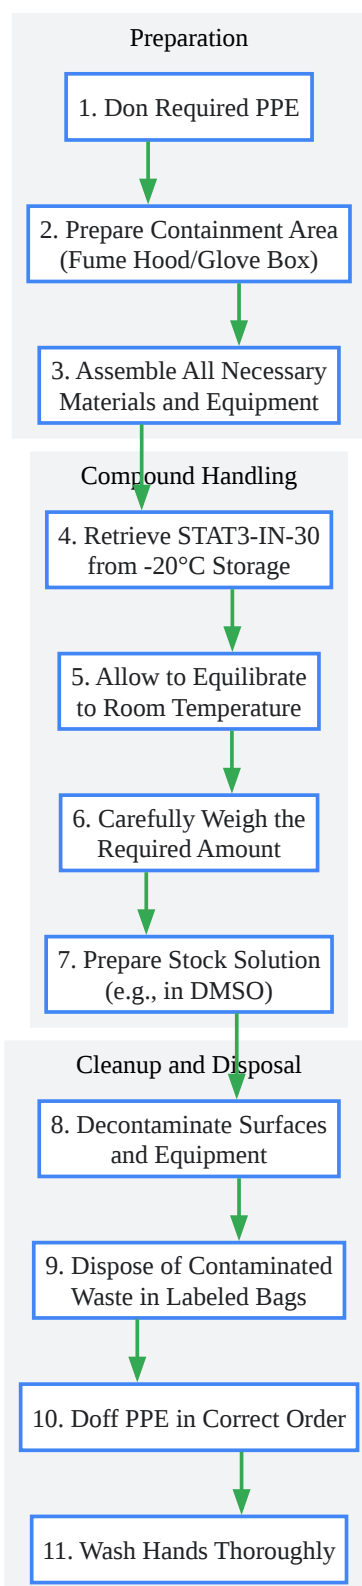 Preparation
1. Don Required PPE
2. Prepare Containment Area
(Fume Hood/Glove Box)
3. Assemble All Necessary
Materials and Equipment
Compound Handling
4. Retrieve STAT3-IN-30
from -20°C Storage
5. Allow to Equilibrate
to Room Temperature
6. Carefully Weigh the
Required Amount
7. Prepare Stock Solution
(e.g., in DMSO)
Cleanup and Disposal
8. Decontaminate Surfaces
and Equipment
9. Dispose of Contaminated
Waste in Labeled Bags
10. Doff PPE in Correct Order
11. Wash Hands Thoroughly